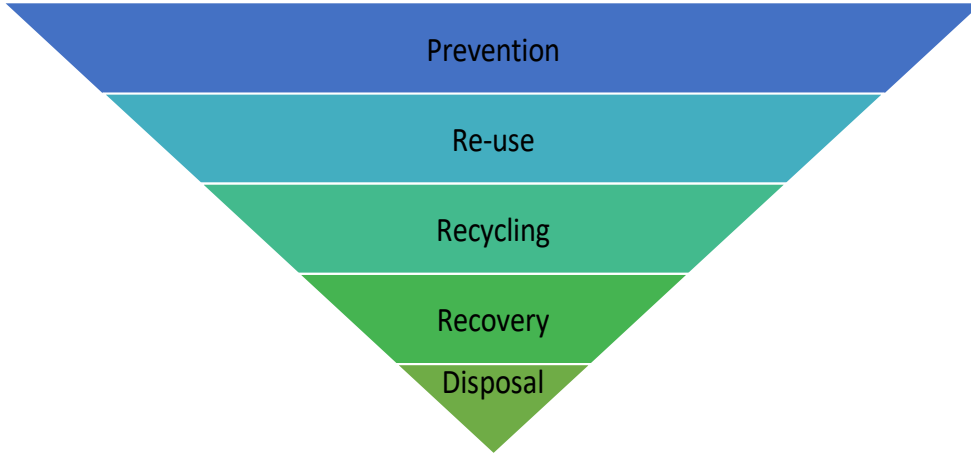 Prevention
Re-use
Recycling
Recovery
Disposal